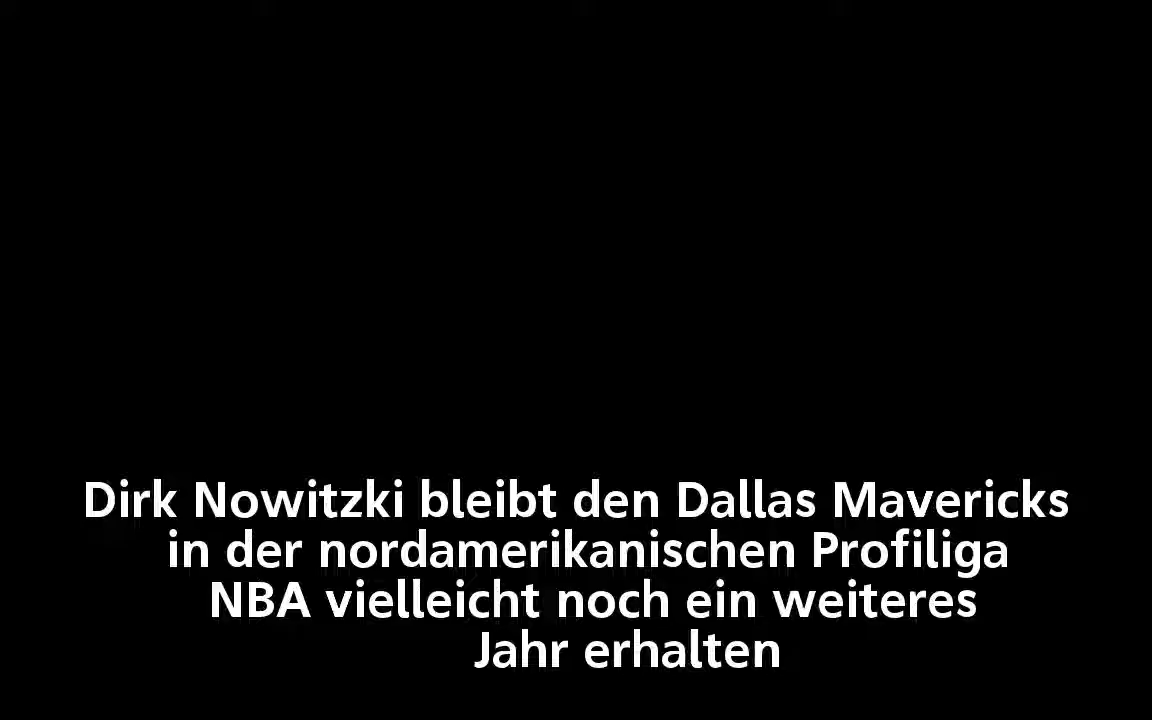 Dirk Nowitzki bleibt den Dallas Mavericks
in der nordamerikanischen Profiliga
NBA vielleicht noch ein weiteres
Jahr erhalten